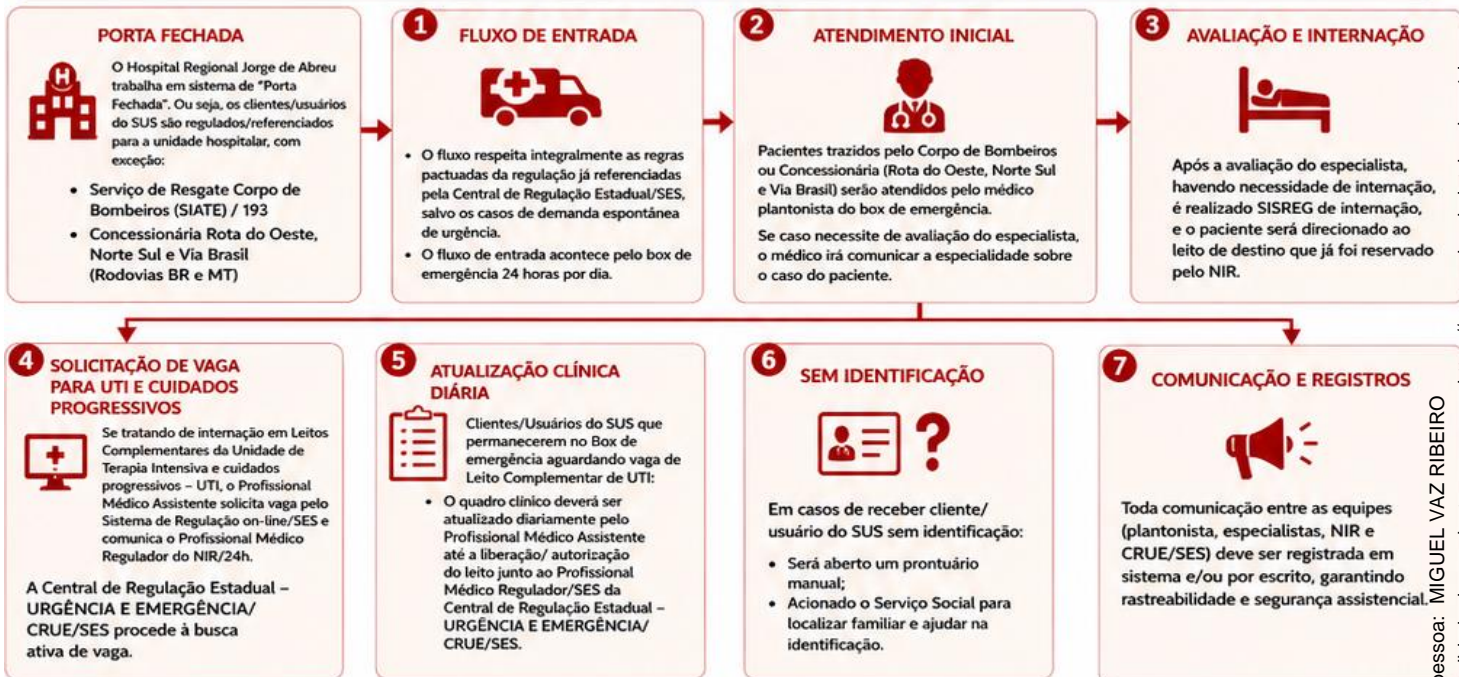 PORTA FECHADA
O Hospital Regional Jorge de Abreu
trabalha em sistema de "Porta
Fechada". Ou seja, os clientes/usuários
do SUS são regulados/referenciados
para a unidade hospitalar, com
exceção:
• Serviço de Resgate Corpo de
Bombeiros (SIATE) / 193
• Concessionária Rota do Oeste,
Norte Sul e Via Brasil
(Rodovias BR e MT)
1
FLUXO DE ENTRADA
• O fluxo respeita integralmente as regras
pactuadas da regulação já referenciadas
pela Central de Regulação Estadual/SES,
salvo os casos de demanda espontânea
de urgência.
• O fluxo de entrada acontece pelo box de
emergência 24 horas por dia.
2
ATENDIMENTO INICIAL
Pacientes trazidos pelo Corpo de Bombeiros
ou Concessionária (Rota do Oeste, Norte Sul
e Via Brasil) serão atendidos pelo médico
plantonista do box de emergência.
Se caso necessite de avaliação do especialista,
o médico irá comunicar a especialidade sobre
o caso do paciente.
3
AVALIAÇÃO E INTERNAÇÃO
Após a avaliação do especialista,
havendo necessidade de internação,
é realizado SISREG de internação,
e o paciente será direcionado ao
leito de destino que já foi reservado
pelo NIR.
4
SOLICITAÇÃO DE VAGA
PARA UTI E CUIDADOS
PROGRESSIVOS
Se tratando de internação em Leitos
Complementares da Unidade de
Terapia Intensiva e cuidados
progressivos – UTI, o Profissional
Médico Assistente solicita vaga pelo
Sistema de Regulação on-line/SES e
comunica o Profissional Médico
Regulador do NIR/24h.
A Central de Regulação Estadual –
URGÊNCIA E EMERGÊNCIA/
CRUE/SES procede à busca
ativa de vaga.
5
ATUALIZAÇÃO CLÍNICA
DIÁRIA
Clientes/Usuários do SUS que
permanecerem no Box de
emergência aguardando vaga de
Leito Complementar de UTI:
• O quadro clínico deverá ser
atualizado diariamente pelo
Profissional Médico Assistente
até a liberação/ autorização
do leito junto ao Profissional
Médico Regulador/SES da
Central de Regulação Estadual –
URGÊNCIA E EMERGÊNCIA/
CRUE/SES.
6
SEM IDENTIFICAÇÃO
Em casos de receber cliente/
usuário do SUS sem identificação:
• Será aberto um prontuário
manual;
• Acionado o Serviço Social para
localizar familiar e ajudar na
identificação.
7
COMUNICAÇÃO E REGISTROS
Toda comunicação entre as equipes
(plantonista, especialistas, NIR e
CRUE/SES) deve ser registrada em
sistema e/ou por escrito, garantindo
rastreabilidade e segurança assistencial.
pessoa: MIGUEL VAZ RIBEIRO